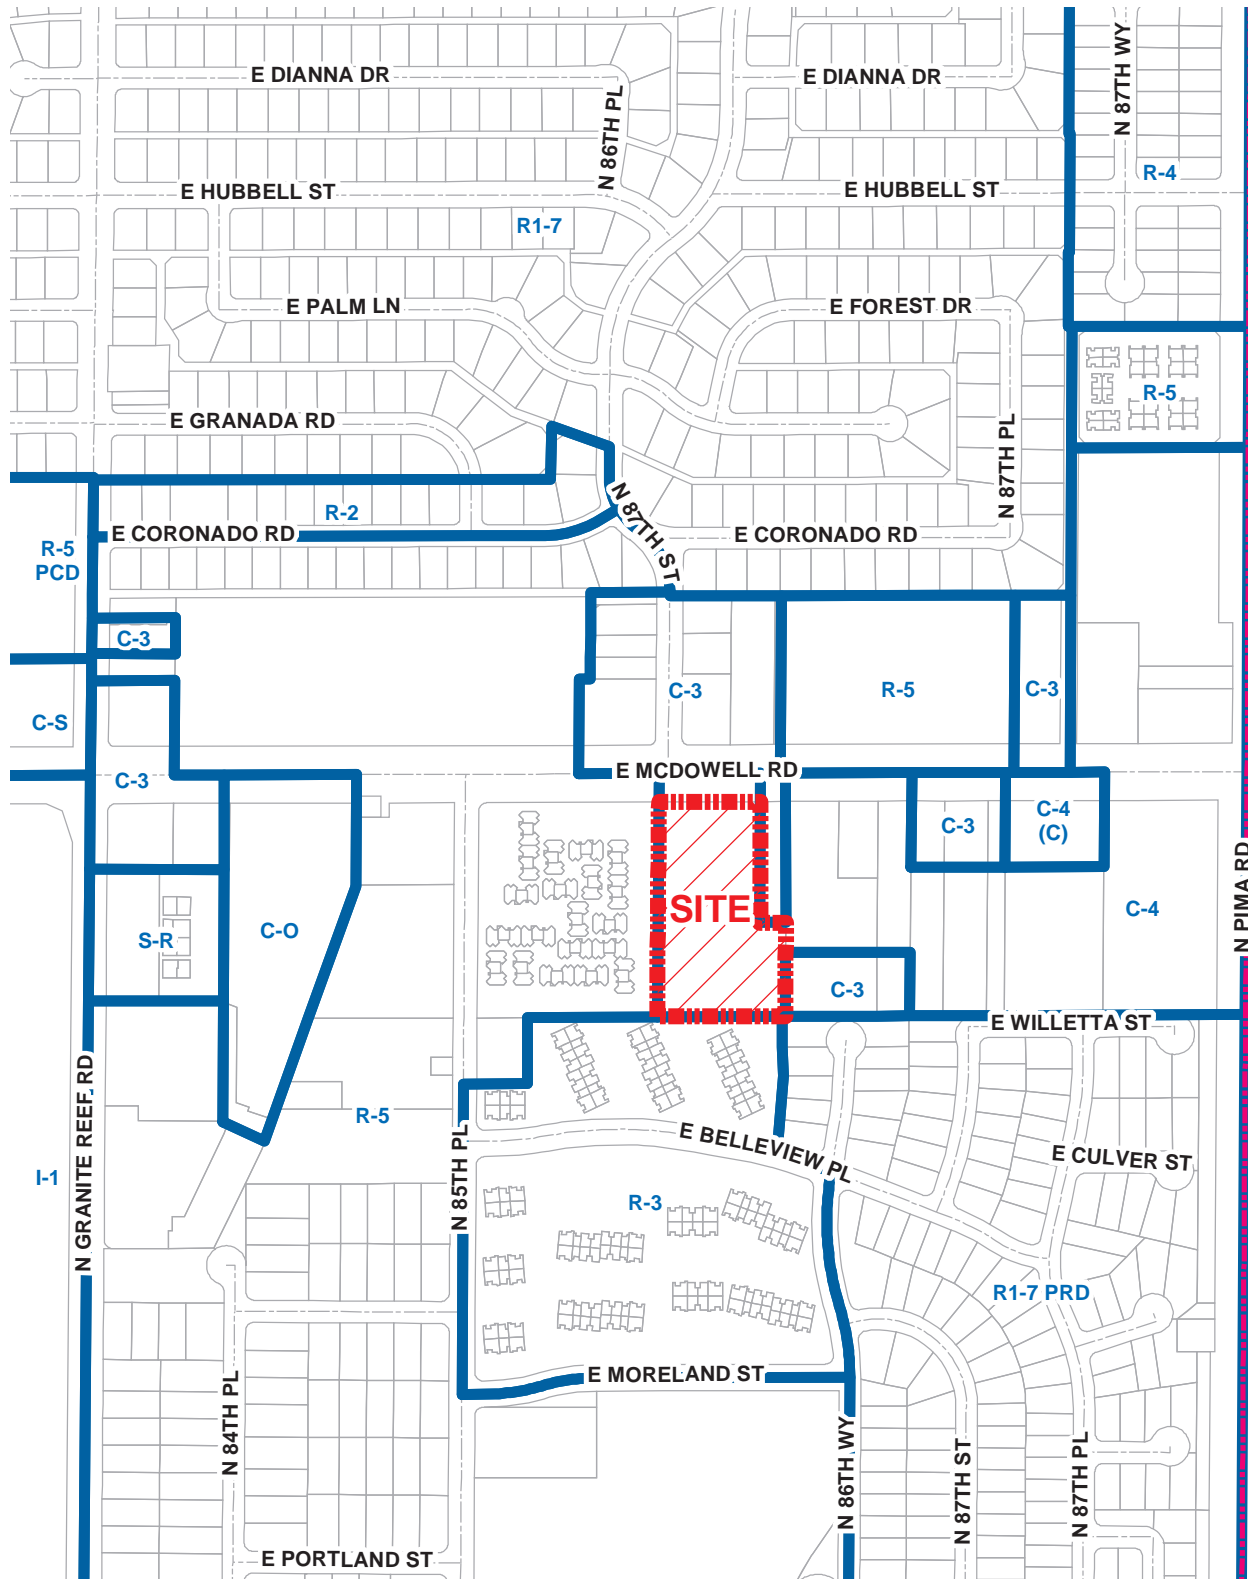 E DIANNA DR
E DIANNA DR
N 87TH WY
N 86TH PL
R-4
E HUBBELL ST
E HUBBELL ST
R1-7
E PALM LN
E FOREST DR
R-5
E GRANADA RD
N 87TH PL
R-2
E CORONADO RD
N 87TH ST
E CORONADO RD
R-5
PCD
C-3
C-3
R-5
C-3
C-S
E MCDOWELL RD
C-3
C-3
C-4
(C)
SITE
C-4
N PIMA RD
S-R
C-O
C-3
E WILLETTA ST
N GRANITE REEF RD
R-5
E BELLEVIEW PL
E CULVER ST
I-1
N 85TH PL
R-3
R1-7 PRD
E MORELAND ST
N 84TH PL
N 86TH WY
N 87TH ST
N 87TH PL
E PORTLAND ST